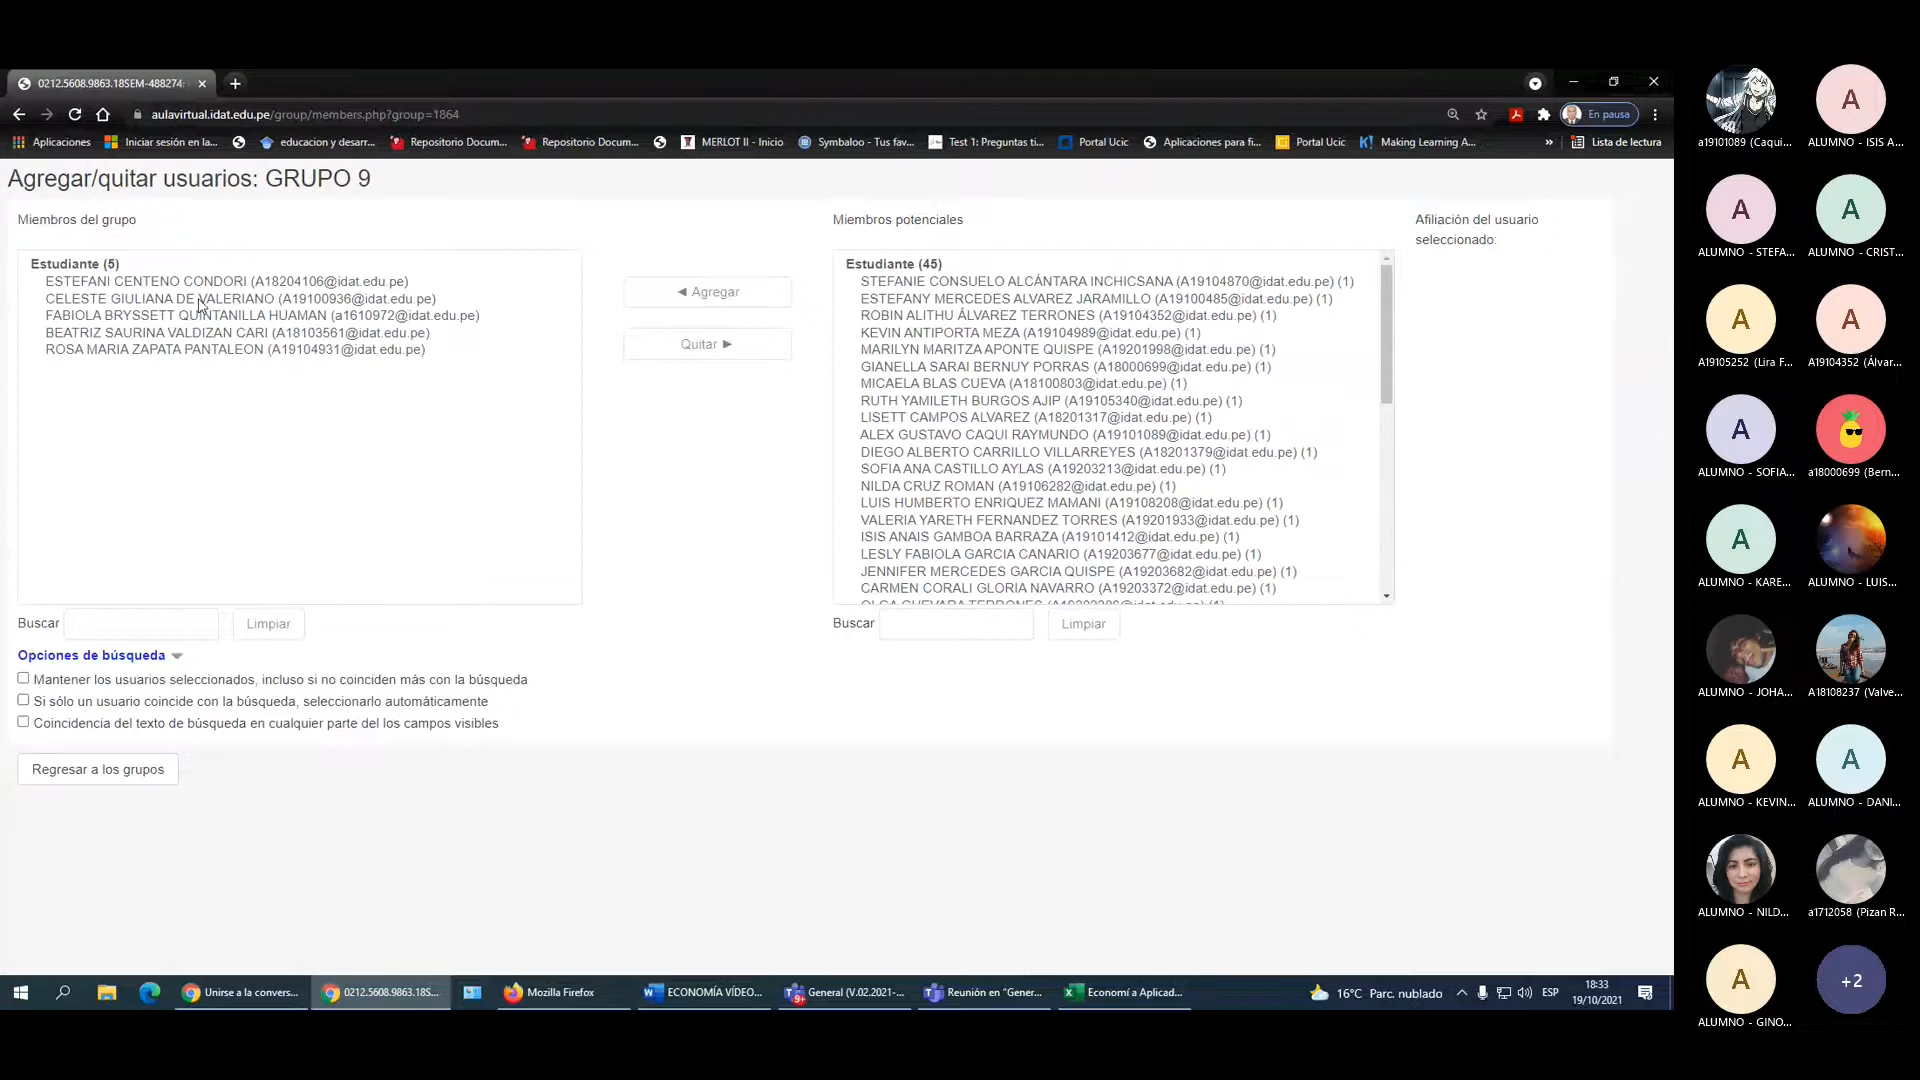 0212.5608.9863.18SEM-488274:
aulavirtual.idat.edu.pe/group/members.php?group=1864
En pausa
Aplicaciones
Iniciar sesión en la...
educacion y desarr...
Repositorio Docum...
Repositorio Docum...
MERLOT II - Inicio
Symbaloo - Tus fav...
Test 1: Preguntas ti...
Portal Ucic
Aplicaciones para fi...
Portal Ucic
Making Learning A...
»
Lista de lectura
Agregar/quitar usuarios: GRUPO 9
Miembros del grupo
Estudiante (5)
ESTEFANI CENTENO CONDORI (A18204106@idat.edu.pe)
CELESTE GIULIANA DE VALERIANO (A19100936@idat.edu.pe)
FABIOLA BRYSSETT QUINTANILLA HUAMAN (a1610972@idat.edu.pe)
BEATRIZ SAURINA VALDIZAN CARI (A18103561@idat.edu.pe)
ROSA MARIA ZAPATA PANTALEON (A19104931@idat.edu.pe)
◄ Agregar
Quitar ►
Miembros potenciales
Estudiante (45)
STEFANIE CONSUELO ALCÁNTARA INCHICSANA (A19104870@idat.edu.pe) (1)
ESTEFANY MERCEDES ALVAREZ JARAMILLO (A19100485@idat.edu.pe) (1)
ROBIN ALITHU ÁLVAREZ TERRONES (A19104352@idat.edu.pe) (1)
KEVIN ANTIPORTA MEZA (A19104989@idat.edu.pe) (1)
MARILYN MARITZA APONTE QUISPE (A19201998@idat.edu.pe) (1)
GIANELLA SARAI BERNUY PORRAS (A18000699@idat.edu.pe) (1)
MICAELA BLAS CUEVA (A18100803@idat.edu.pe) (1)
RUTH YAMILETH BURGOS AJIP (A19105340@idat.edu.pe) (1)
LISETT CAMPOS ALVAREZ (A18201317@idat.edu.pe) (1)
ALEX GUSTAVO CAQUI RAYMUNDO (A19101089@idat.edu.pe) (1)
DIEGO ALBERTO CARRILLO VILLARREYES (A18201379@idat.edu.pe) (1)
SOFIA ANA CASTILLO AYLAS (A19203213@idat.edu.pe) (1)
NILDA CRUZ ROMAN (A19106282@idat.edu.pe) (1)
LUIS HUMBERTO ENRIQUEZ MAMANI (A19108208@idat.edu.pe) (1)
VALERIA YARETH FERNANDEZ TORRES (A19201933@idat.edu.pe) (1)
ISIS ANAIS GAMBOA BARRAZA (A19101412@idat.edu.pe) (1)
LESLY FABIOLA GARCIA CANARIO (A19203677@idat.edu.pe) (1)
JENNIFER MERCEDES GARCIA QUISPE (A19203682@idat.edu.pe) (1)
CARMEN CORALI GLORIA NAVARRO (A19203372@idat.edu.pe) (1)
Afiliación del usuario
seleccionado:
Buscar
Limpiar
Buscar
Limpiar
Opciones de búsqueda
Mantener los usuarios seleccionados, incluso si no coinciden más con la búsqueda
Si sólo un usuario coincide con la búsqueda, seleccionarlo automáticamente
Coincidencia del texto de búsqueda en cualquier parte del los campos visibles
Regresar a los grupos
Unirse a la convers...
0212.5608.9863.18S...
Mozilla Firefox
ECONOMÍA VÍDEO...
9+
General (V.02.2021-...
Reunión en "Gener...
Economí a Aplicad...
16°C Parc. nublado
ESP
18:33
19/10/2021
a19101089 (Caqui...
A
ALUMNO - ISIS A...
A
ALUMNO - STEFA...
A
ALUMNO - CRIST...
A
A19105252 (Lira F...
A
A19104352 (Álvar...
A
ALUMNO - SOFIA...
a18000699 (Bern...
A
ALUMNO - KARE...
ALUMNO - LUIS...
ALUMNO - JOHA...
A18108237 (Valve...
A
ALUMNO - KEVIN...
A
ALUMNO - DANI...
ALUMNO - NILD...
a1712058 (Pizan R...
A
ALUMNO - GINO...
+2